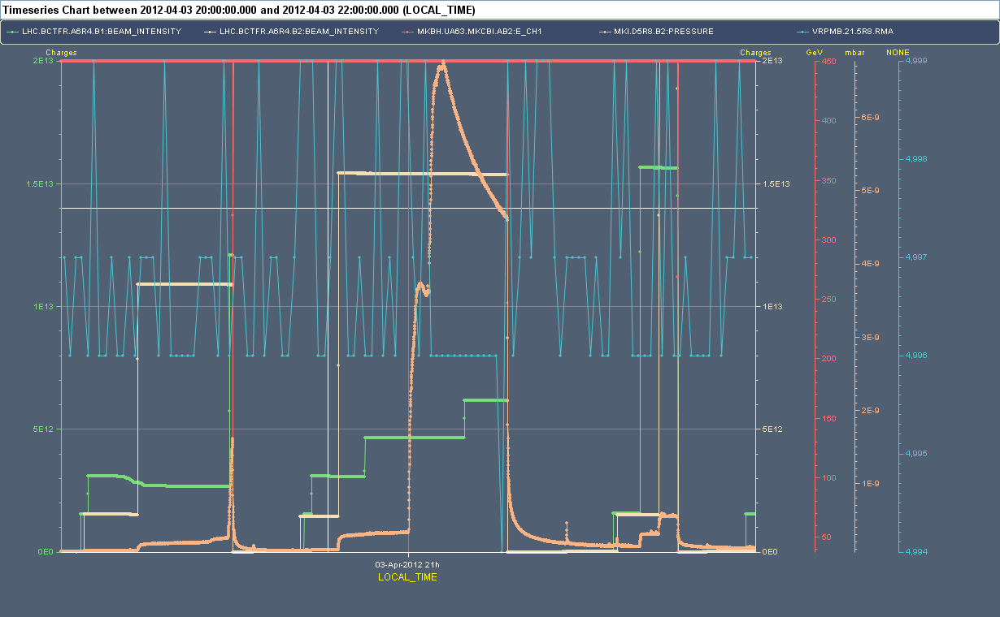 Timeseries Chart between 2012-04-03 20:00:00.000 and 2012-04-03 22:00:00.000 (LOCAL_TIME)
LHC.BCTFR.A6R4.B1:BEAM_INTENSITY LHC.BCTFR.A6R4.B2:BEAM_INTENSITY MKBH.UA63.MKCBI.AB2:E_CH1 MKI.D5R8.B2:PRESSURE VRPMB.21.5R8.RMA
Charges Charges GeV mbar NONE
2E13 2E13 450 4,999
400 6E-9
4,998
1.5E13 1.5E13 350 5E-9
300
4E-9 4,997
1E13 1E13 250
3E-9
200 4,996
5E12 5E12 150 2E-9
4,995
100 1E-9
50
0E0 0E0 4,994
03-Apr-2012 21h
LOCAL_TIME